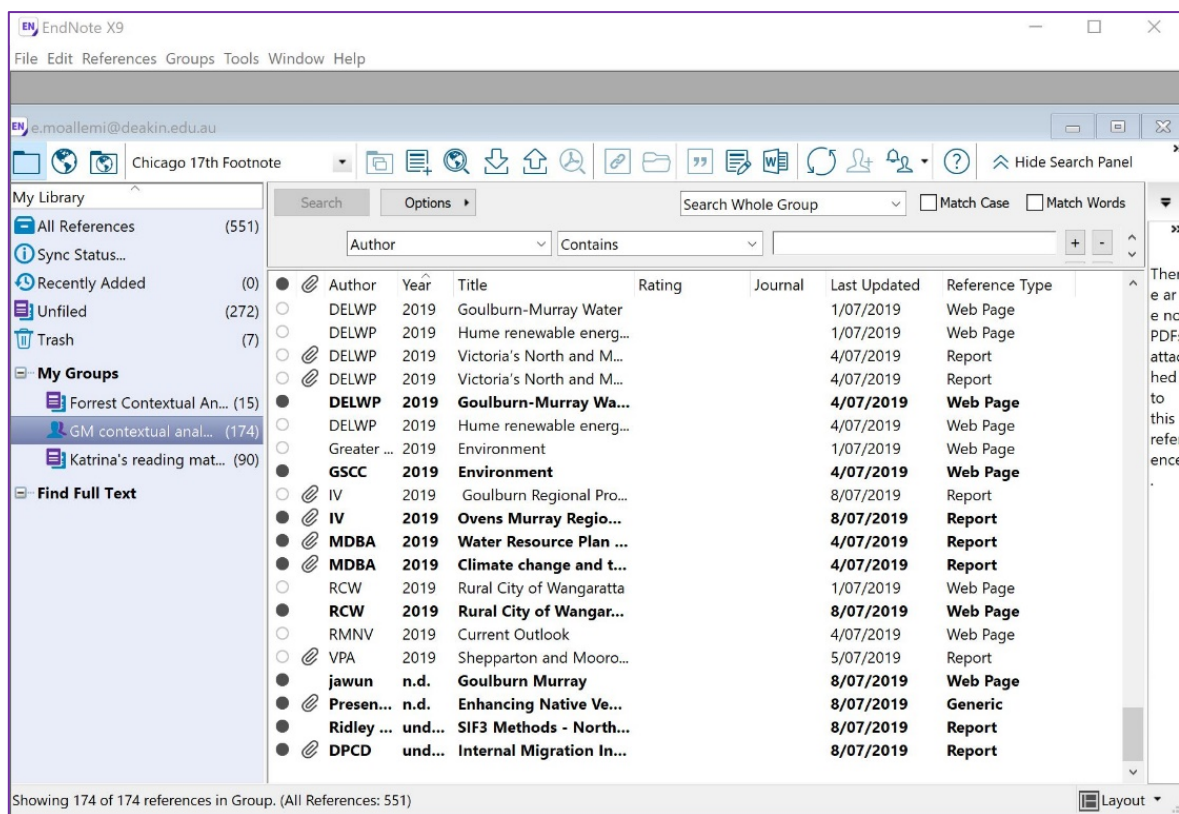 EN EndNote X9
File Edit References Groups Tools Window Help
EN e.moallemi@deakin.edu.au
Chicago 17th Footnote
Hide Search Panel
My Library
All References (551)
Sync Status...
Recently Added (0)
Unfiled (272)
Trash (7)
My Groups
Forrest Contextual An... (15)
GM contextual anal... (174)
Katrina's reading mat... (90)
Find Full Text
Search Options Search Whole Group Match Case Match Words
Author Contains + -
Author Year Title Rating Journal Last Updated Reference Type
DELWP 2019 Goulburn-Murray Water 1/07/2019 Web Page
DELWP 2019 Hume renewable energ... 1/07/2019 Web Page
DELWP 2019 Victoria's North and M... 4/07/2019 Report
DELWP 2019 Victoria's North and M... 4/07/2019 Report
DELWP 2019 Goulburn-Murray Wa... 4/07/2019 Web Page
DELWP 2019 Hume renewable energ... 4/07/2019 Web Page
Greater ... 2019 Environment 1/07/2019 Web Page
GSCC 2019 Environment 4/07/2019 Web Page
IV 2019 Goulburn Regional Pro... 8/07/2019 Report
IV 2019 Ovens Murray Regio... 8/07/2019 Report
MDBA 2019 Water Resource Plan ... 4/07/2019 Report
MDBA 2019 Climate change and t... 4/07/2019 Report
RCW 2019 Rural City of Wangaratta 1/07/2019 Web Page
RCW 2019 Rural City of Wangar... 8/07/2019 Web Page
RMNV 2019 Current Outlook 4/07/2019 Web Page
VPA 2019 Shepparton and Mooro... 5/07/2019 Report
jawun n.d. Goulburn Murray 8/07/2019 Web Page
Presen... n.d. Enhancing Native Ve... 8/07/2019 Generic
Ridley ... und... SIF3 Methods - North... 8/07/2019 Report
DPCD und... Internal Migration In... 8/07/2019 Report
Ther
e ar
e no
PDFs
attac
hed
to
this
refer
ence
.
Showing 174 of 174 references in Group. (All References: 551)
Layout